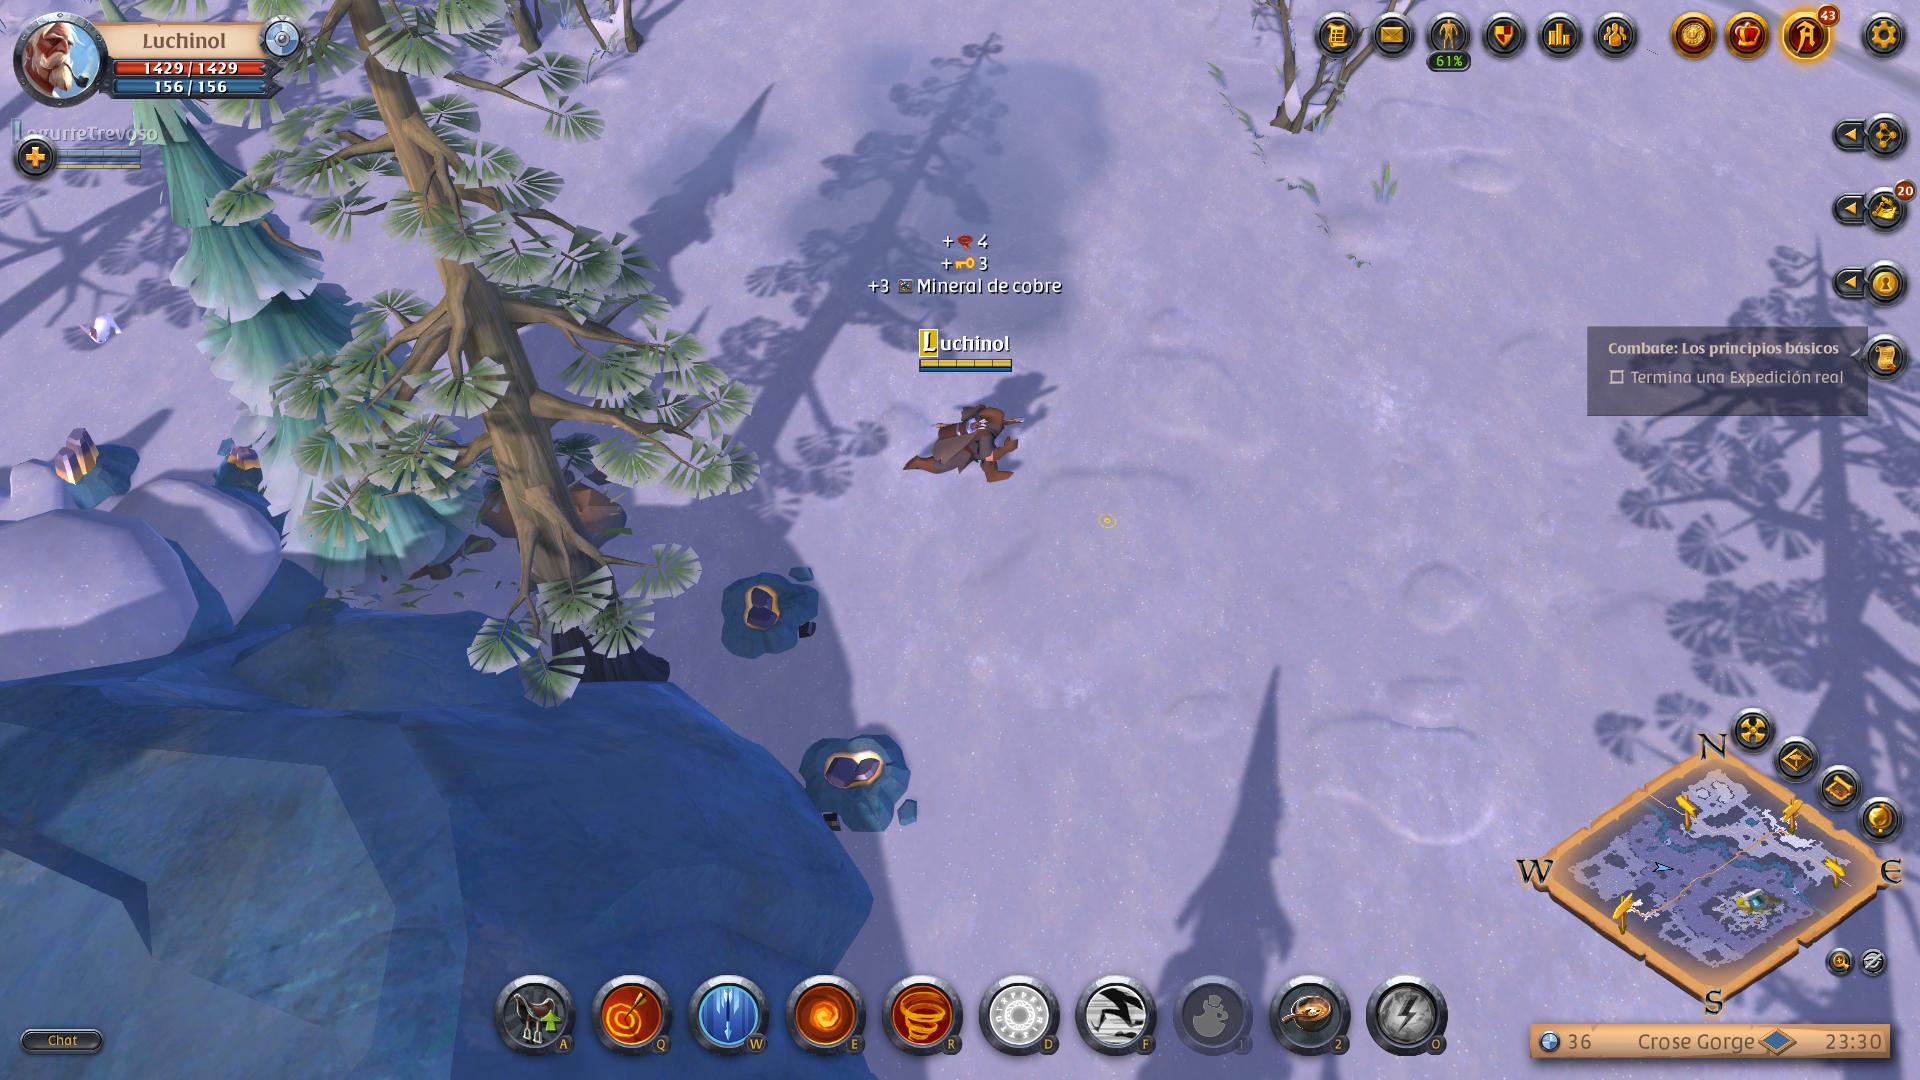 Luchinol
1429 / 1429
156 / 156
IogurteTrevoso
61%
43
20
+ 4
+ 3
+3 Mineral de cobre
Luchinol
Combate: Los principios básicos
Termina una Expedición real
N
W
E
S
A
Q
W
E
R
D
F
1
2
O
Chat
36 Crose Gorge 23:30